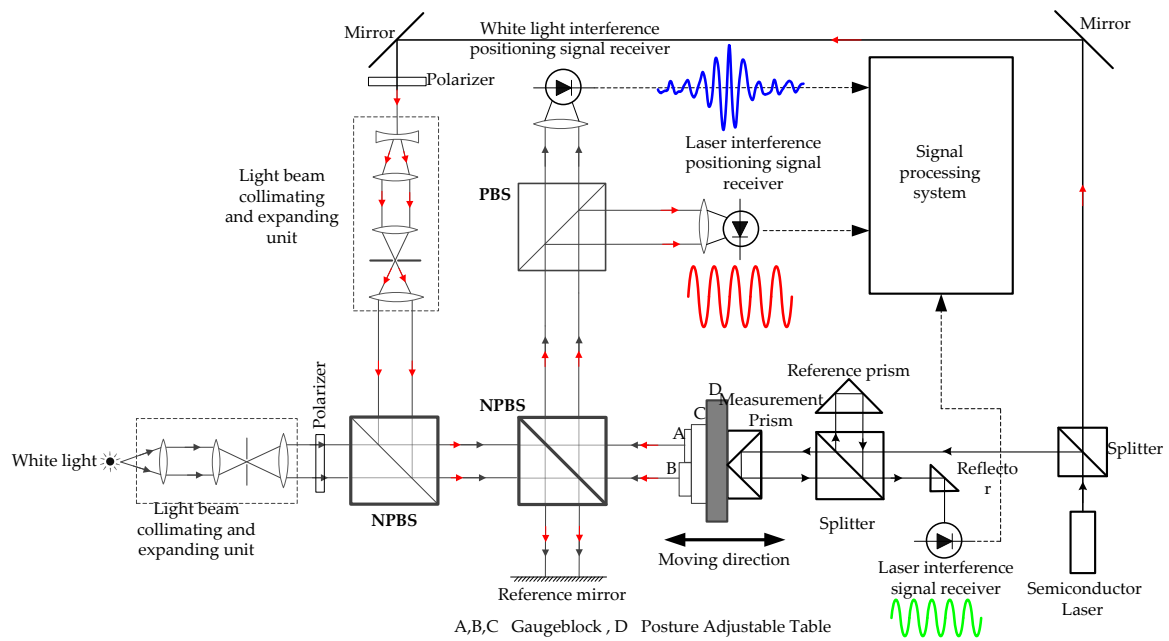 Mirror
White light interference
positioning signal receiver
Mirror
Polarizer
Light beam
collimating
and expanding
unit
PBS
Laser interference
positioning signal
receiver
Signal
processing
system
Reference prism
D
Measurement
Prism
C
A
B
NPBS
Polarizer
White light
Light beam
collimating and
expanding unit
NPBS
Splitter
Reflecto
r
Splitter
Moving direction
Laser interference
signal receiver
Semiconductor
Laser
Reference mirror
A,B,C Gaugeblock , D Posture Adjustable Table